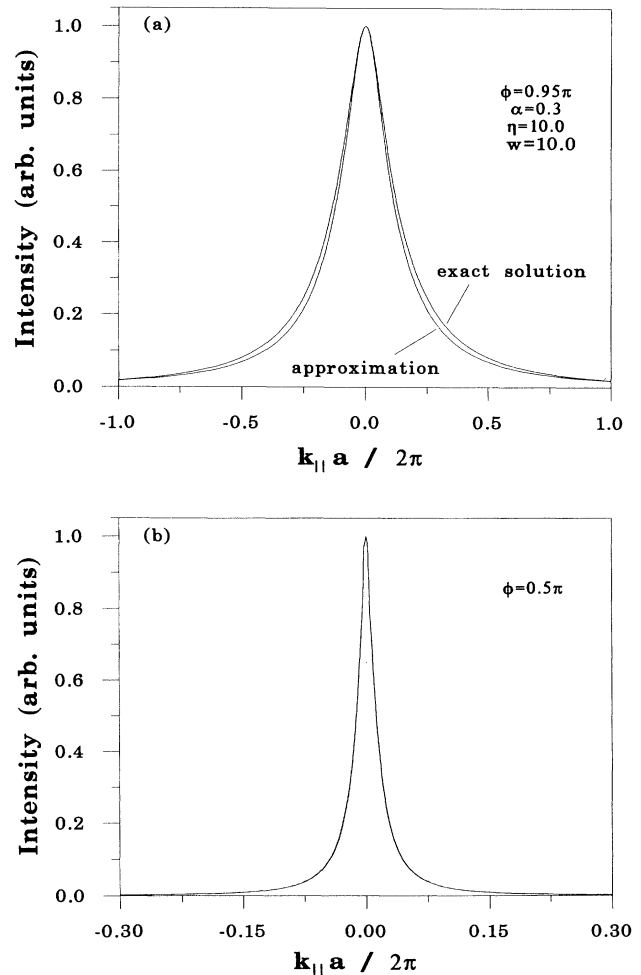 (a)
Intensity (arb. units)
1.0
0.8
0.6
0.4
0.2
0.0
ϕ=0.95π
α=0.3
η=10.0
w=10.0
exact solution
approximation
-1.0
-0.5
0.0
0.5
1.0
k|| a / 2π
(b)
Intensity (arb. units)
1.0
0.8
0.6
0.4
0.2
0.0
ϕ=0.5π
-0.30
-0.15
0.00
0.15
0.30
k|| a / 2π